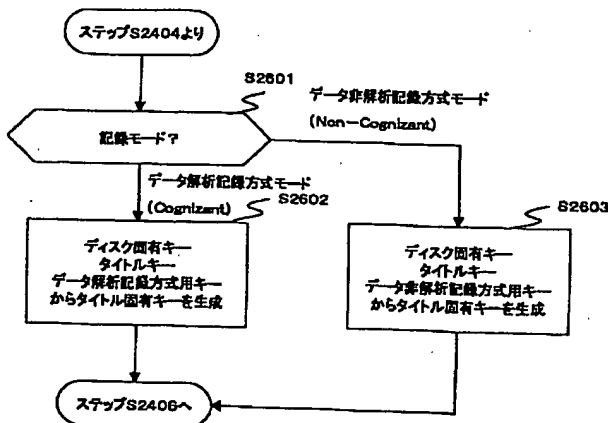 ステップS2404より
S2601
データ非解析記録方式モード
(Non−Cognizant)
記録モード?
データ解析記録方式モード
(Cognizant)
S2602
S2603
ディスク固有キー
タイトルキー
データ解析記録方式用キー
からタイトル固有キーを生成
ディスク固有キー
タイトルキー
データ非解析記録方式用キー
からタイトル固有キーを生成
ステップS2406へ